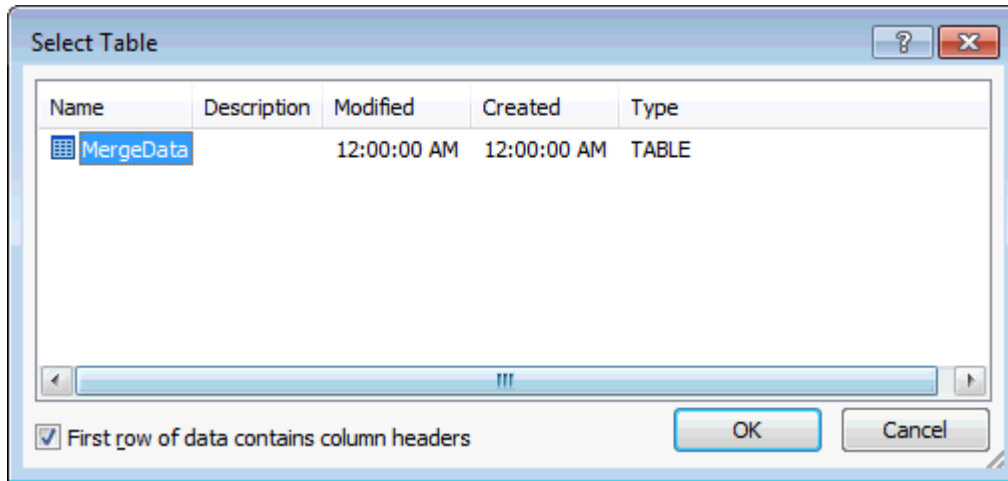 Select Table
Name Description Modified Created Type
MergeData 12:00:00 AM 12:00:00 AM TABLE
First row of data contains column headers
OK Cancel